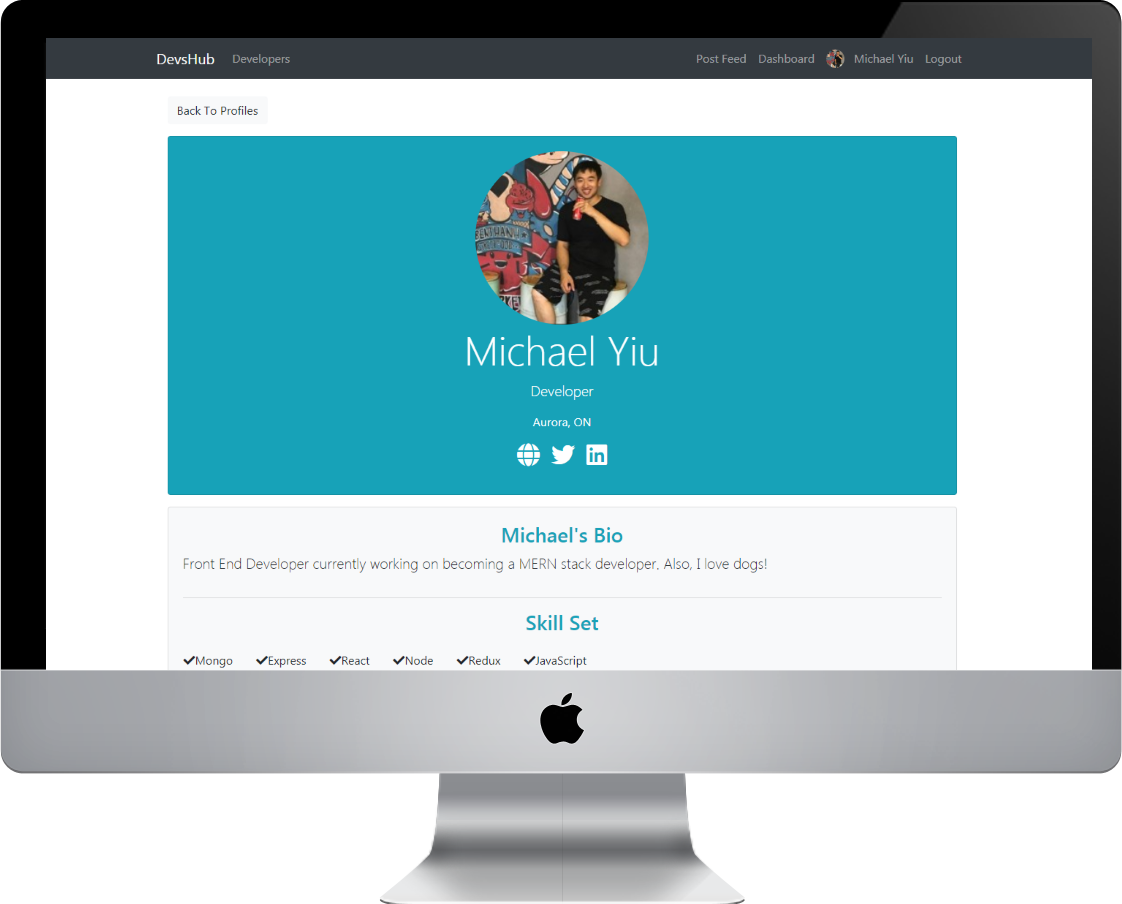 DevsHub Developers Post Feed Dashboard Michael Yiu Logout
Back To Profiles
Michael Yiu
Developer
Aurora, ON
in
Michael's Bio
Front End Developer currently working on becoming a MERN stack developer. Also, I love dogs!
Skill Set
Mongo Express React Node Redux JavaScript